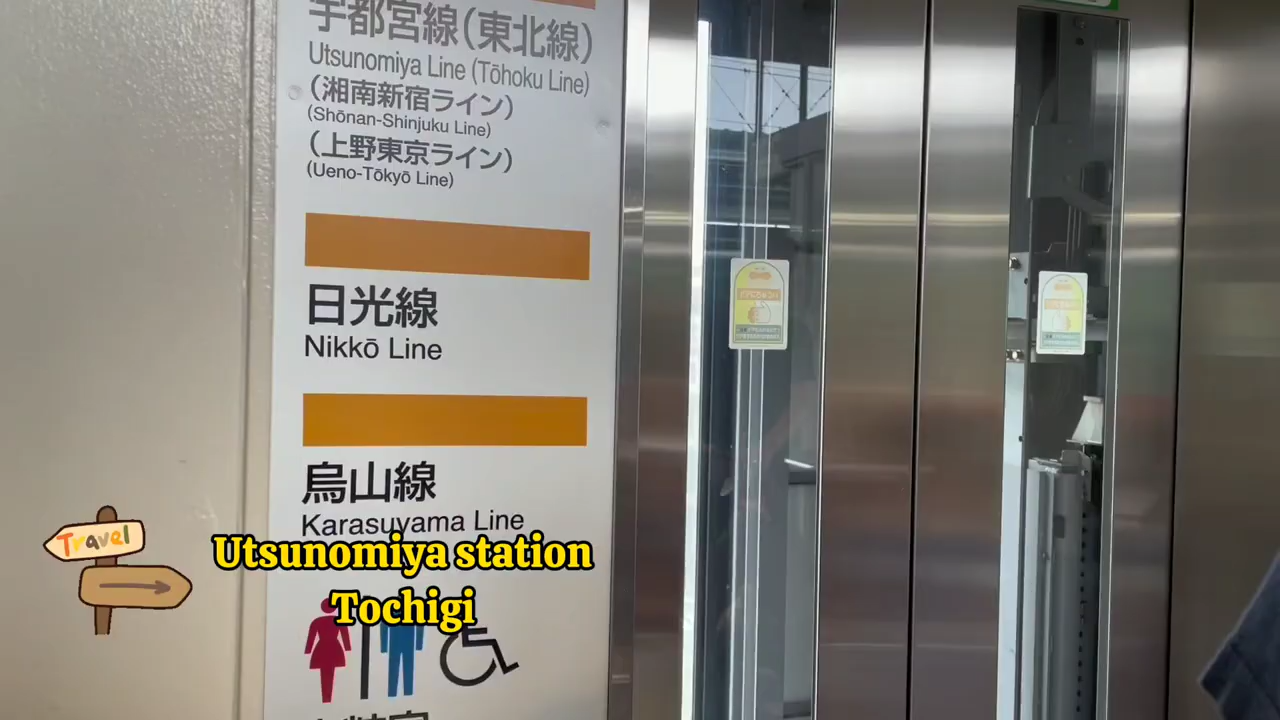 宇都宮線(東北線)
Utsunomiya Line (Tōhoku Line)
(湘南新宿ライン)
(Shōnan-Shinjuku Line)
(上野東京ライン)
(Ueno-Tōkyō Line)
日光線
Nikkō Line
烏山線
Karasuyama Line
Travel
Utsunomiya station
Tochigi